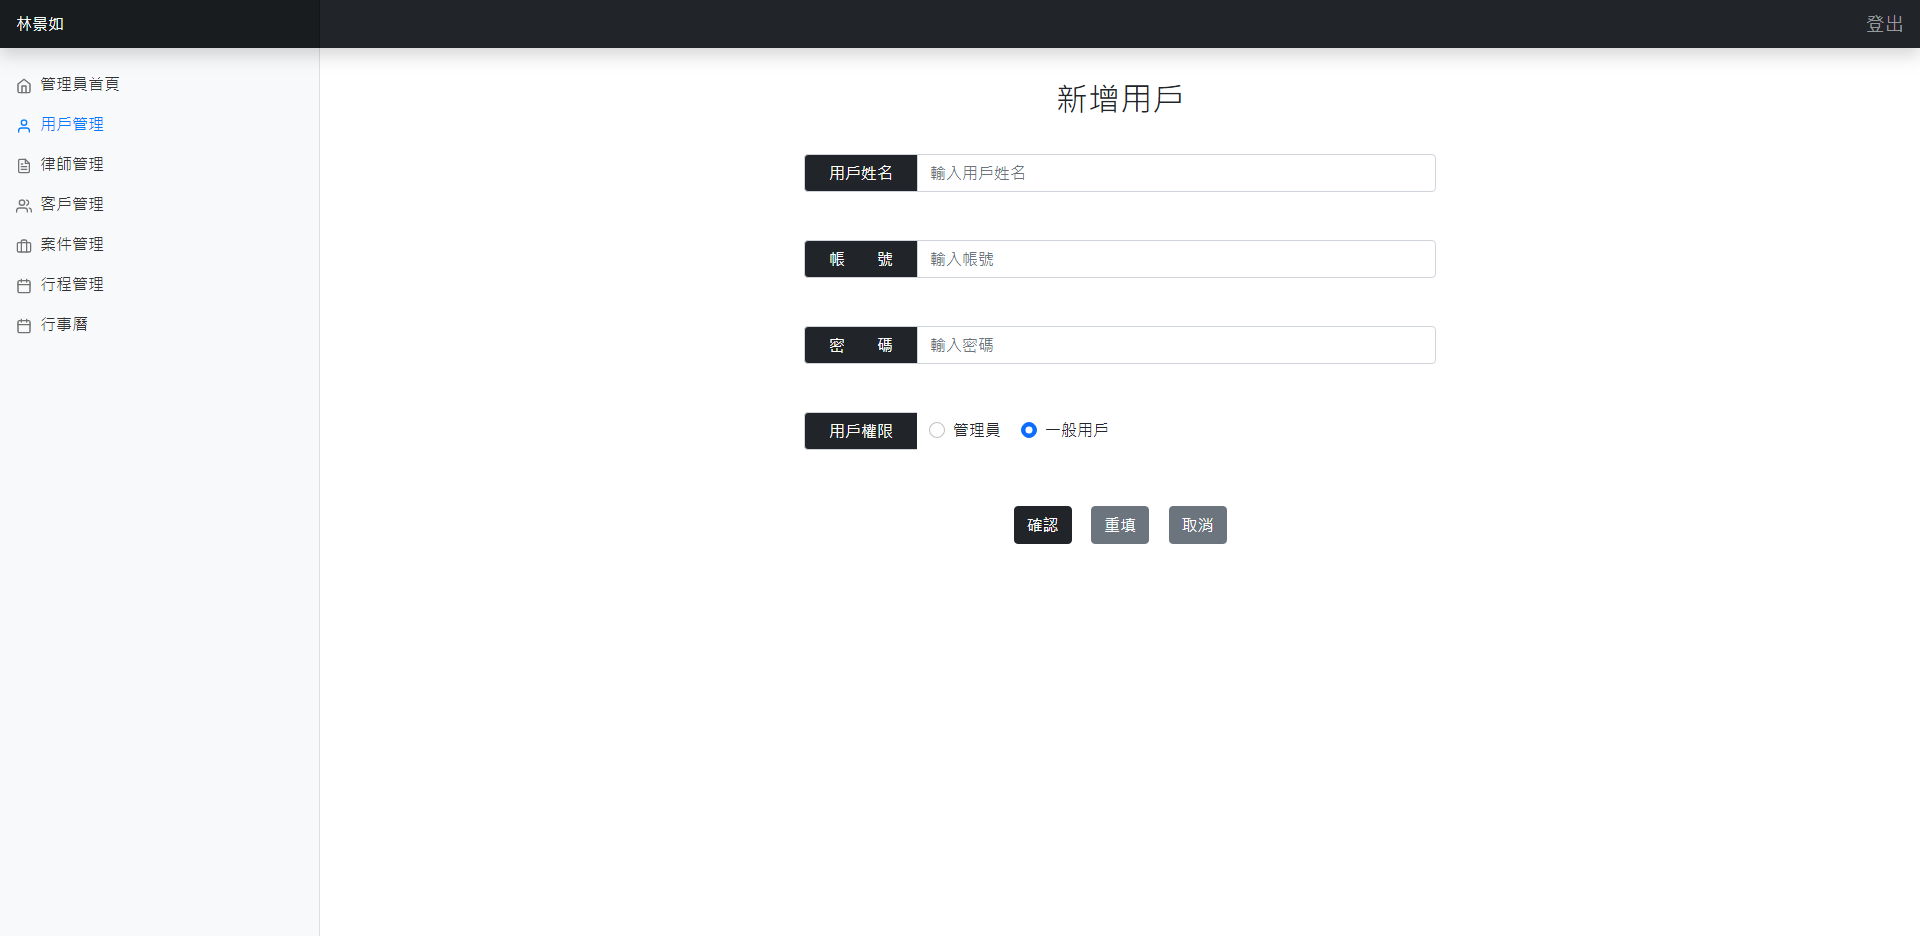 林景如
登出
管理員首頁
用戶管理
律師管理
客戶管理
案件管理
行程管理
行事曆
新增用戶
用戶姓名 輸入用戶姓名
帳　　號 輸入帳號
密　　碼 輸入密碼
用戶權限 管理員 一般用戶
確認 重填 取消